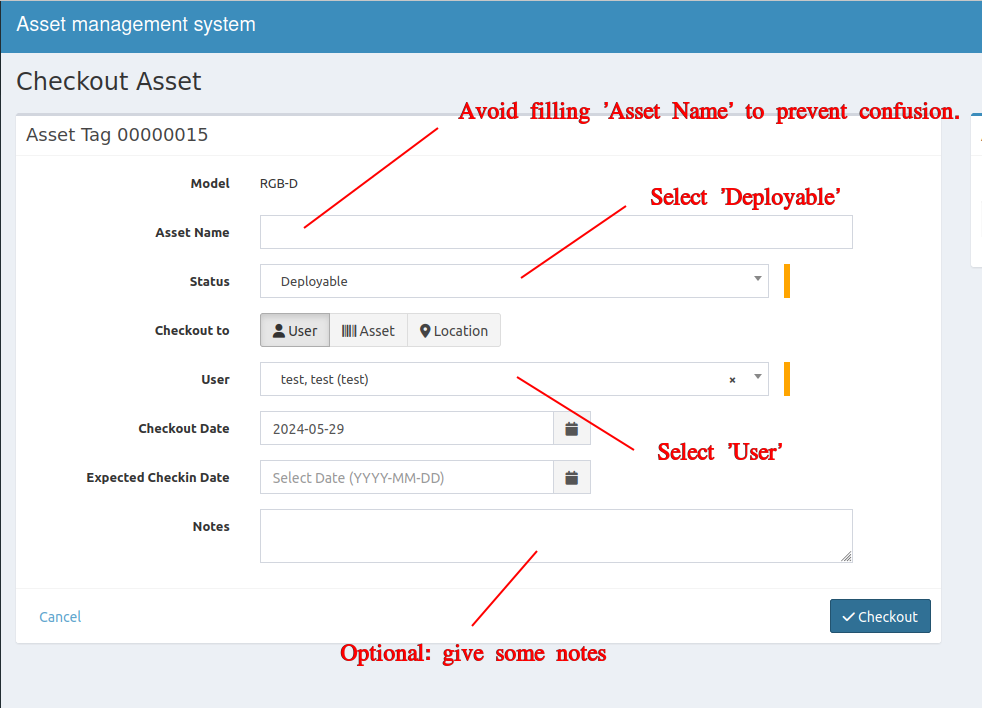 Asset management system
Checkout Asset
Avoid filling 'Asset Name' to prevent confusion.
Asset Tag 00000015
Model RGB-D
Select 'Deployable'
Asset Name
Status Deployable
Checkout to User Asset Location
User test, test (test) ×
Checkout Date 2024-05-29
Select 'User'
Expected Checkin Date Select Date (YYYY-MM-DD)
Notes
Cancel Checkout
Optional: give some notes